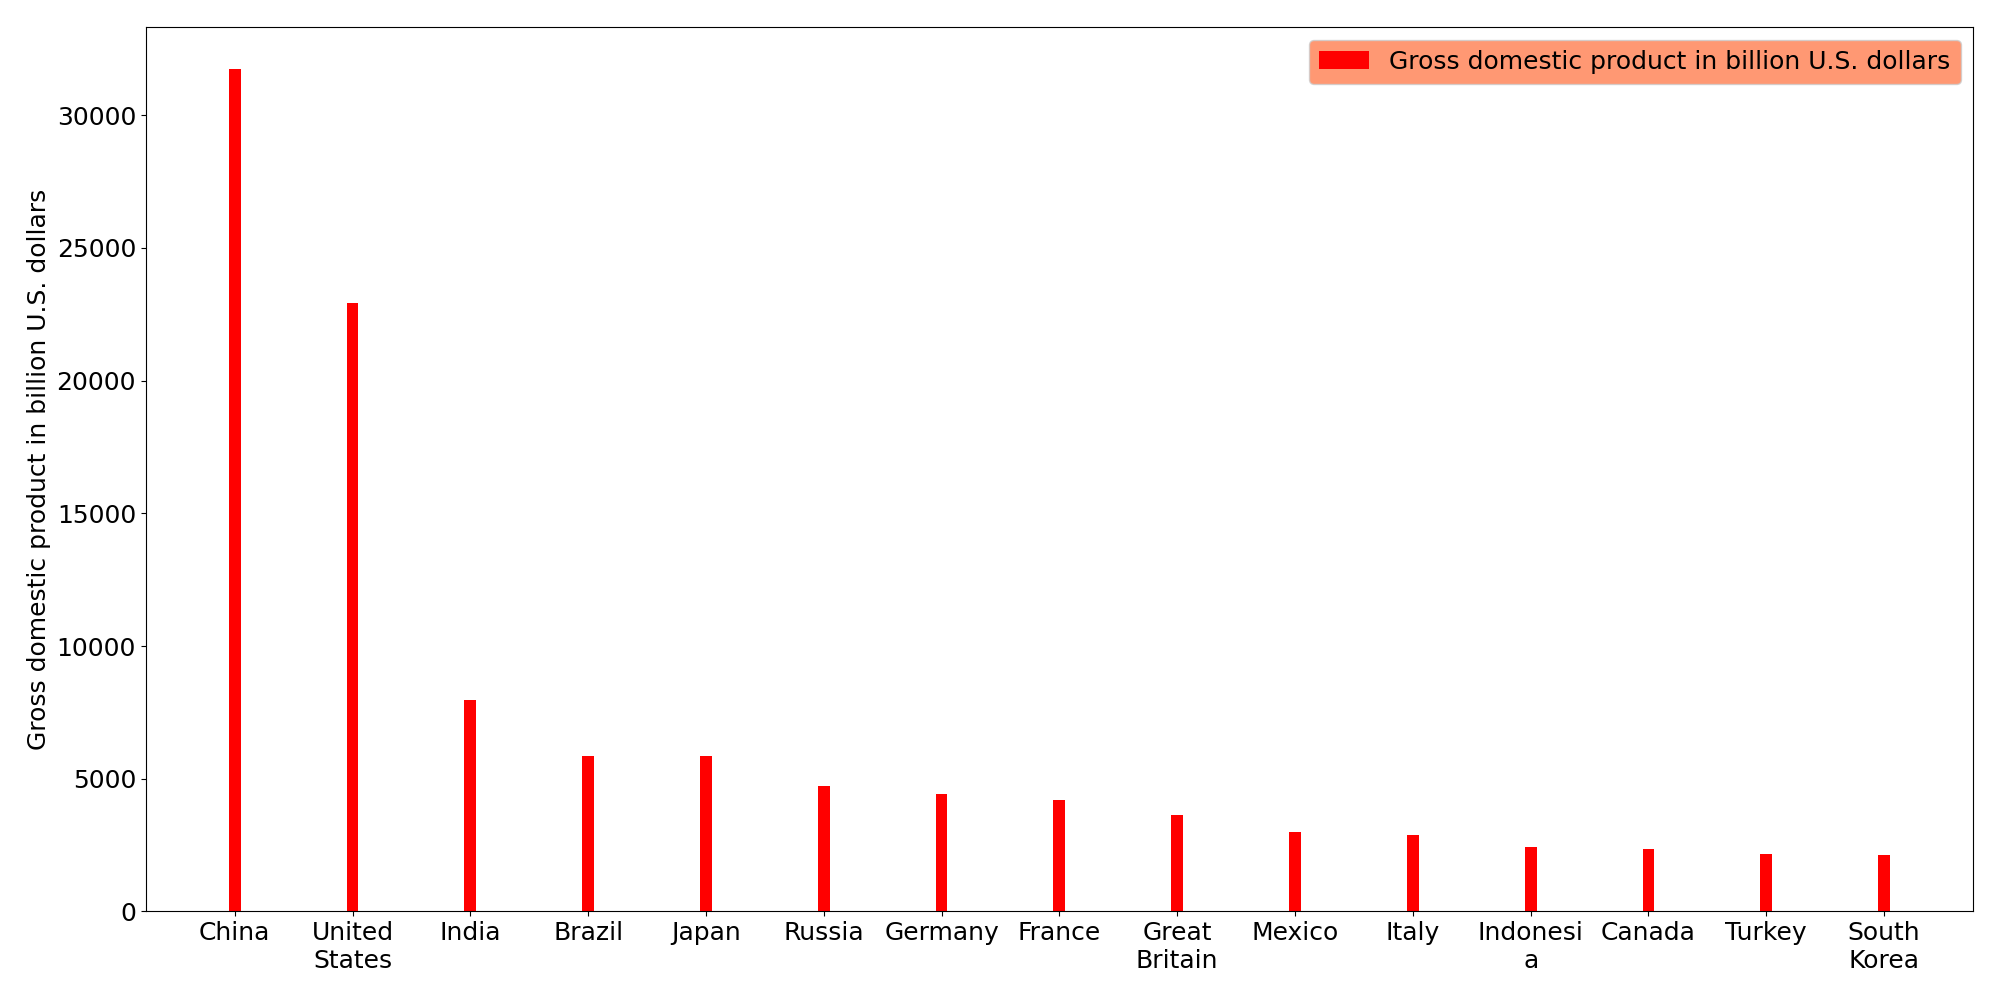 Gross domestic product in billion U.S. dollars
Gross domestic product in billion U.S. dollars
30000
25000
20000
15000
10000
5000
0
China
United
States
India
Brazil
Japan
Russia
Germany
France
Great
Britain
Mexico
Italy
Indonesi
a
Canada
Turkey
South
Korea